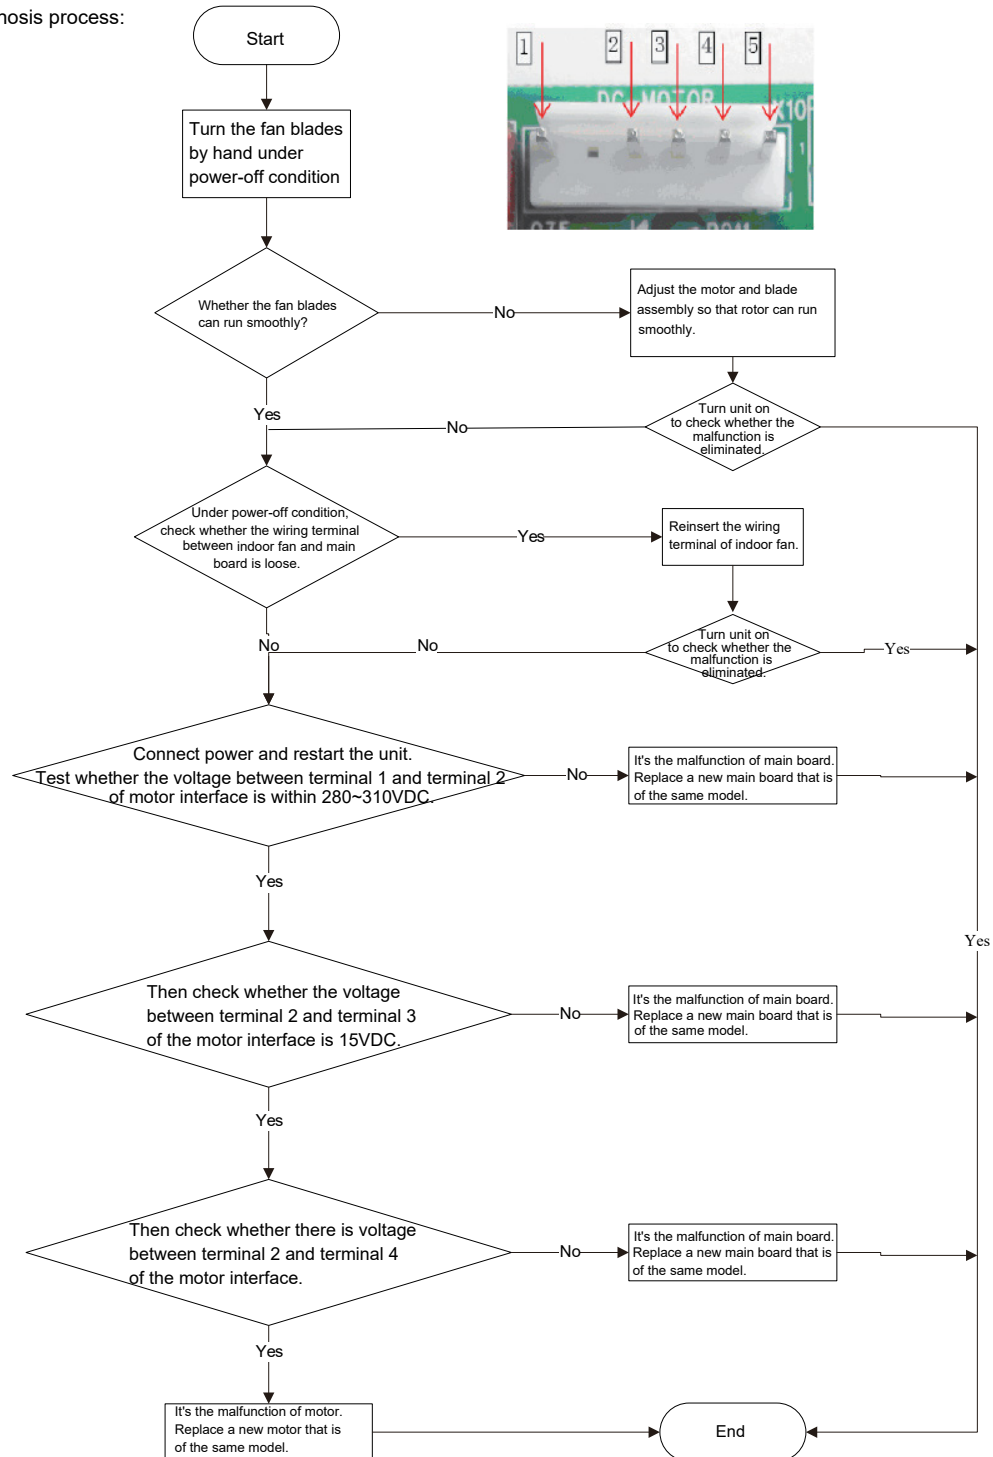 nosis process:
Start
1
2
3
4
5
DC MOTOR
1
Turn the fan blades
by hand under
power-off condition
Whether the fan blades
can run smoothly?
No
Adjust the motor and blade
assembly so that rotor can run
smoothly.
Yes
No
Turn unit on
to check whether the
malfunction is
eliminated.
Under power-off condition,
check whether the wiring terminal
between indoor fan and main
board is loose.
Yes
Reinsert the wiring
terminal of indoor fan.
No
No
Turn unit on
to check whether the
malfunction is
eliminated.
Yes
Connect power and restart the unit.
Test whether the voltage between terminal 1 and terminal 2
of motor interface is within 280~310VDC.
No
It's the malfunction of main board.
Replace a new main board that is
of the same model.
Yes
Yes
Then check whether the voltage
between terminal 2 and terminal 3
of the motor interface is 15VDC.
No
It's the malfunction of main board.
Replace a new main board that is
of the same model.
Yes
Then check whether there is voltage
between terminal 2 and terminal 4
of the motor interface.
No
It's the malfunction of main board.
Replace a new main board that is
of the same model.
Yes
It's the malfunction of motor.
Replace a new motor that is
of the same model.
End